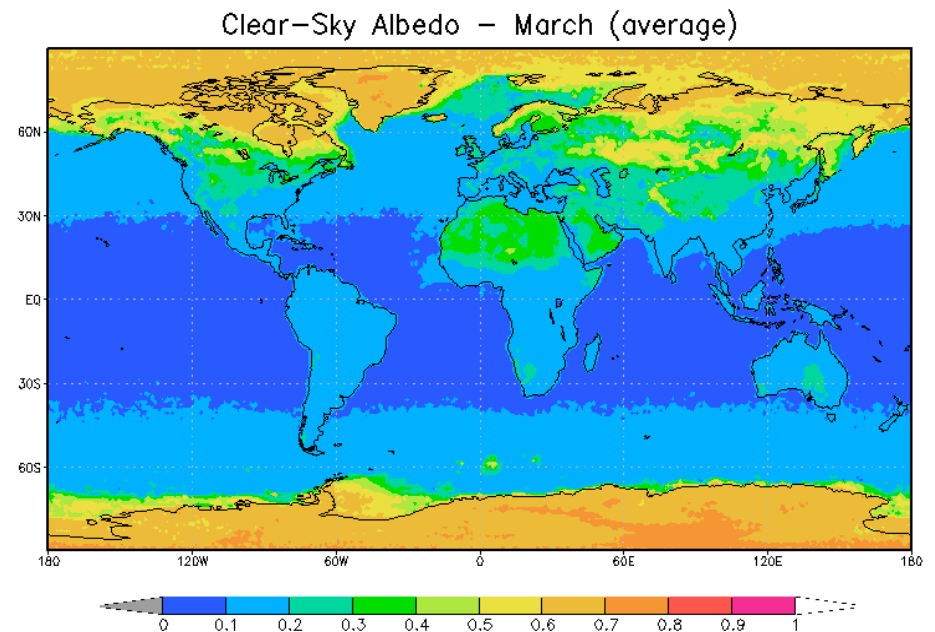 Clear-Sky Albedo - March (average)
60N
30N
EQ
30S
60S
180 120W 60W 0 60E 120E 180
0 0.1 0.2 0.3 0.4 0.5 0.6 0.7 0.8 0.9 1